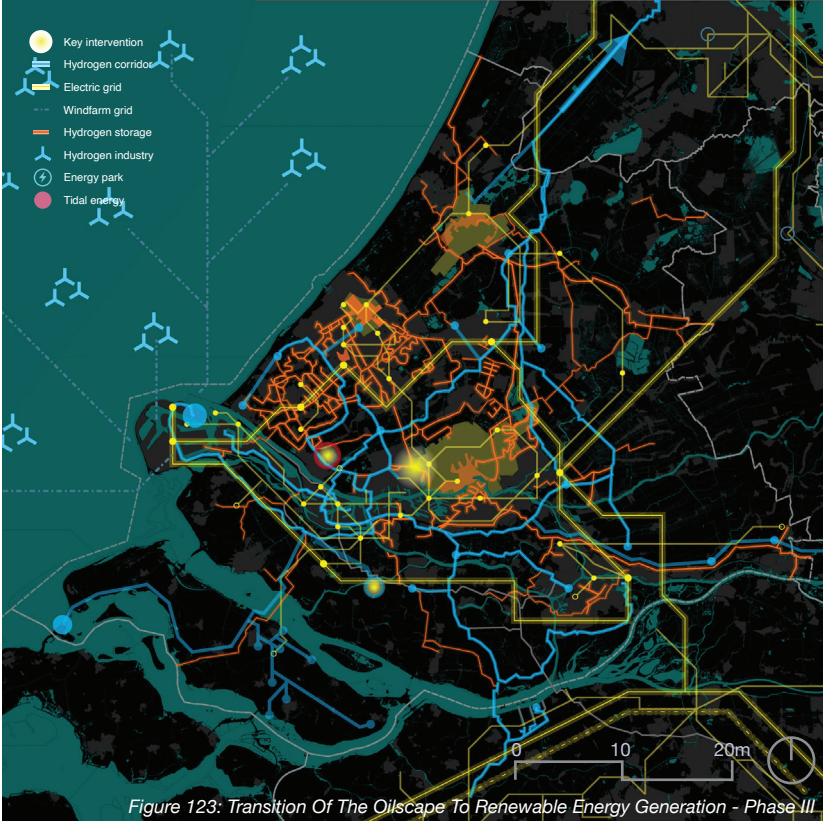 Key intervention
Hydrogen corridor
Electric grid
Windfarm grid
Hydrogen storage
Hydrogen industry
Energy park
Tidal energy
0 10 20m
Figure 123: Transition Of The Oilscape To Renewable Energy Generation - Phase III